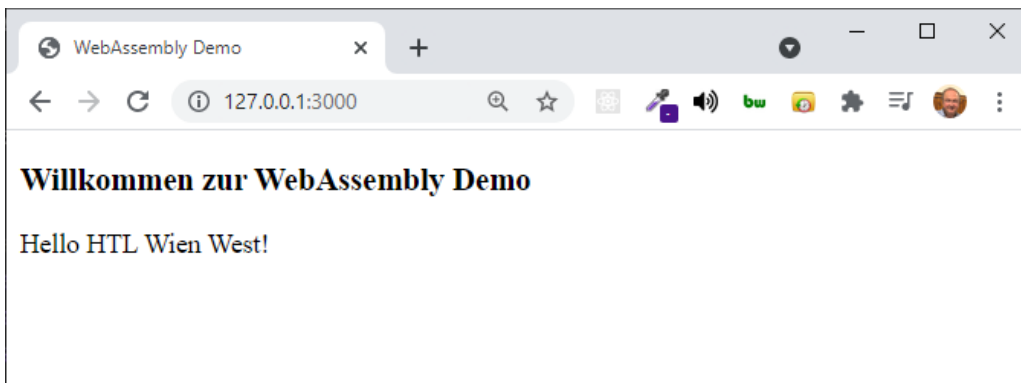 WebAssembly Demo
127.0.0.1:3000
bw
Willkommen zur WebAssembly Demo
Hello HTL Wien West!